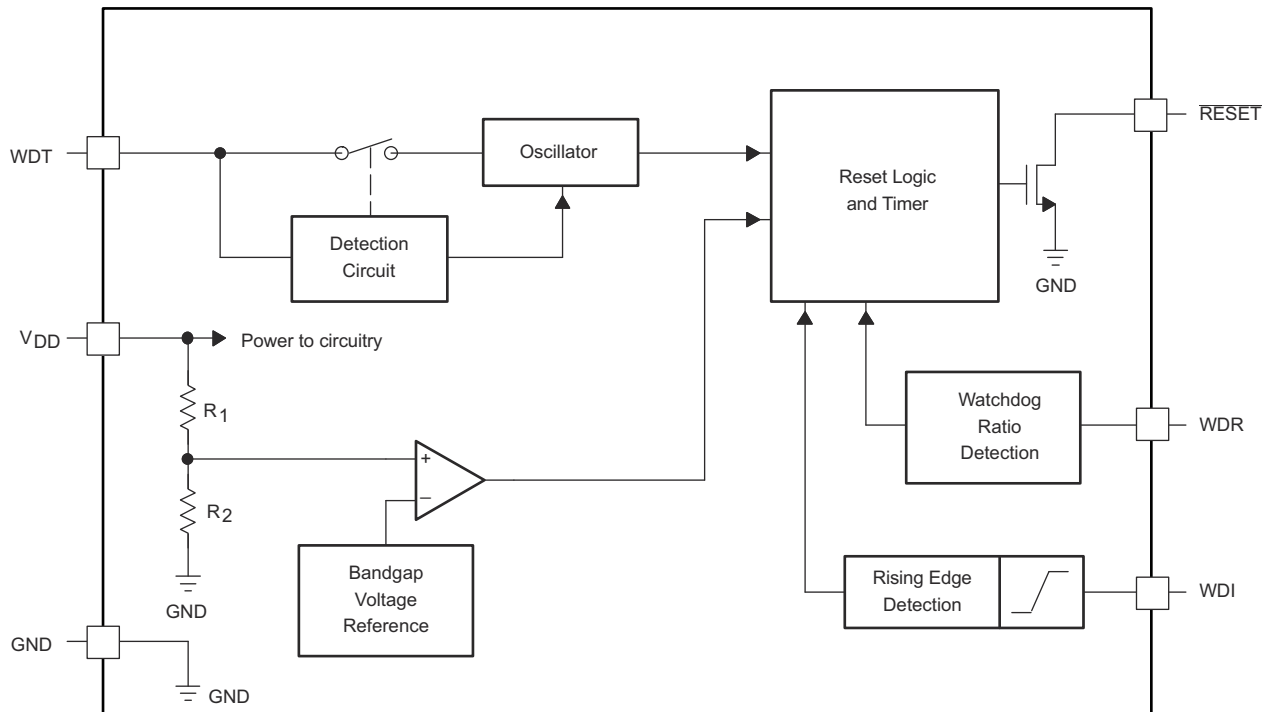 RESET
WDT
Oscillator
Reset Logic
and Timer
Detection
Circuit
GND
VDD
Power to circuitry
R1
Watchdog
Ratio
Detection
WDR
+
−
R2
Bandgap
Voltage
Reference
Rising Edge
Detection
WDI
GND
GND
GND